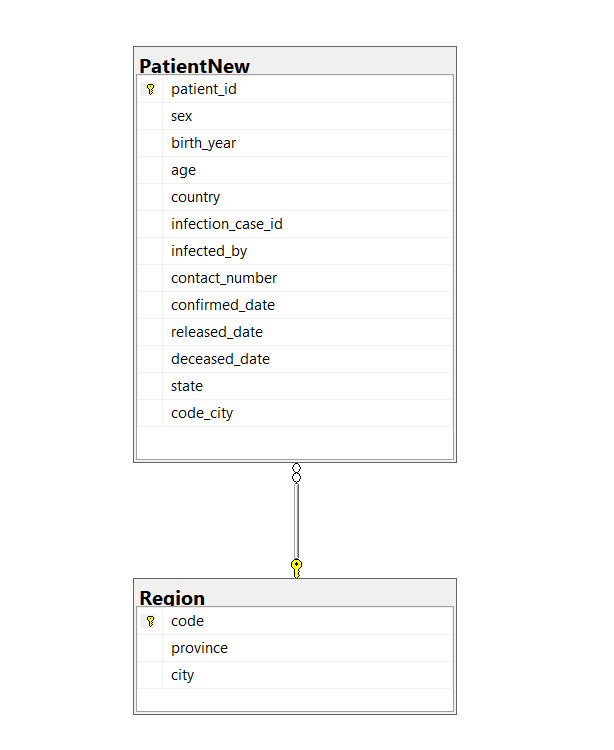 PatientNew
patient_id
sex
birth_year
age
country
infection_case_id
infected_by
contact_number
confirmed_date
released_date
deceased_date
state
code_city
Region
code
province
city